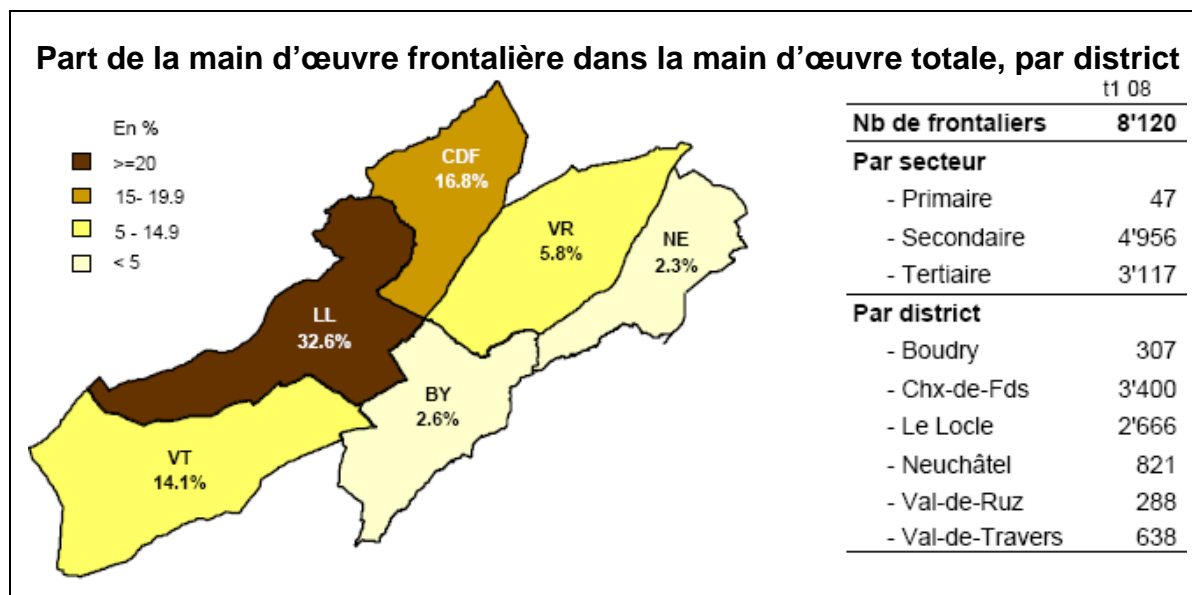 Part de la main d'œuvre frontalière dans la main d'œuvre totale, par district
En %
>=20
15- 19.9
5 - 14.9
< 5
CDF
16.8%
VR
5.8%
NE
2.3%
LL
32.6%
BY
2.6%
VT
14.1%
t1 08
Nb de frontaliers 8'120
Par secteur
- Primaire 47
- Secondaire 4'956
- Tertiaire 3'117
Par district
- Boudry 307
- Chx-de-Fds 3'400
- Le Locle 2'666
- Neuchâtel 821
- Val-de-Ruz 288
- Val-de-Travers 638